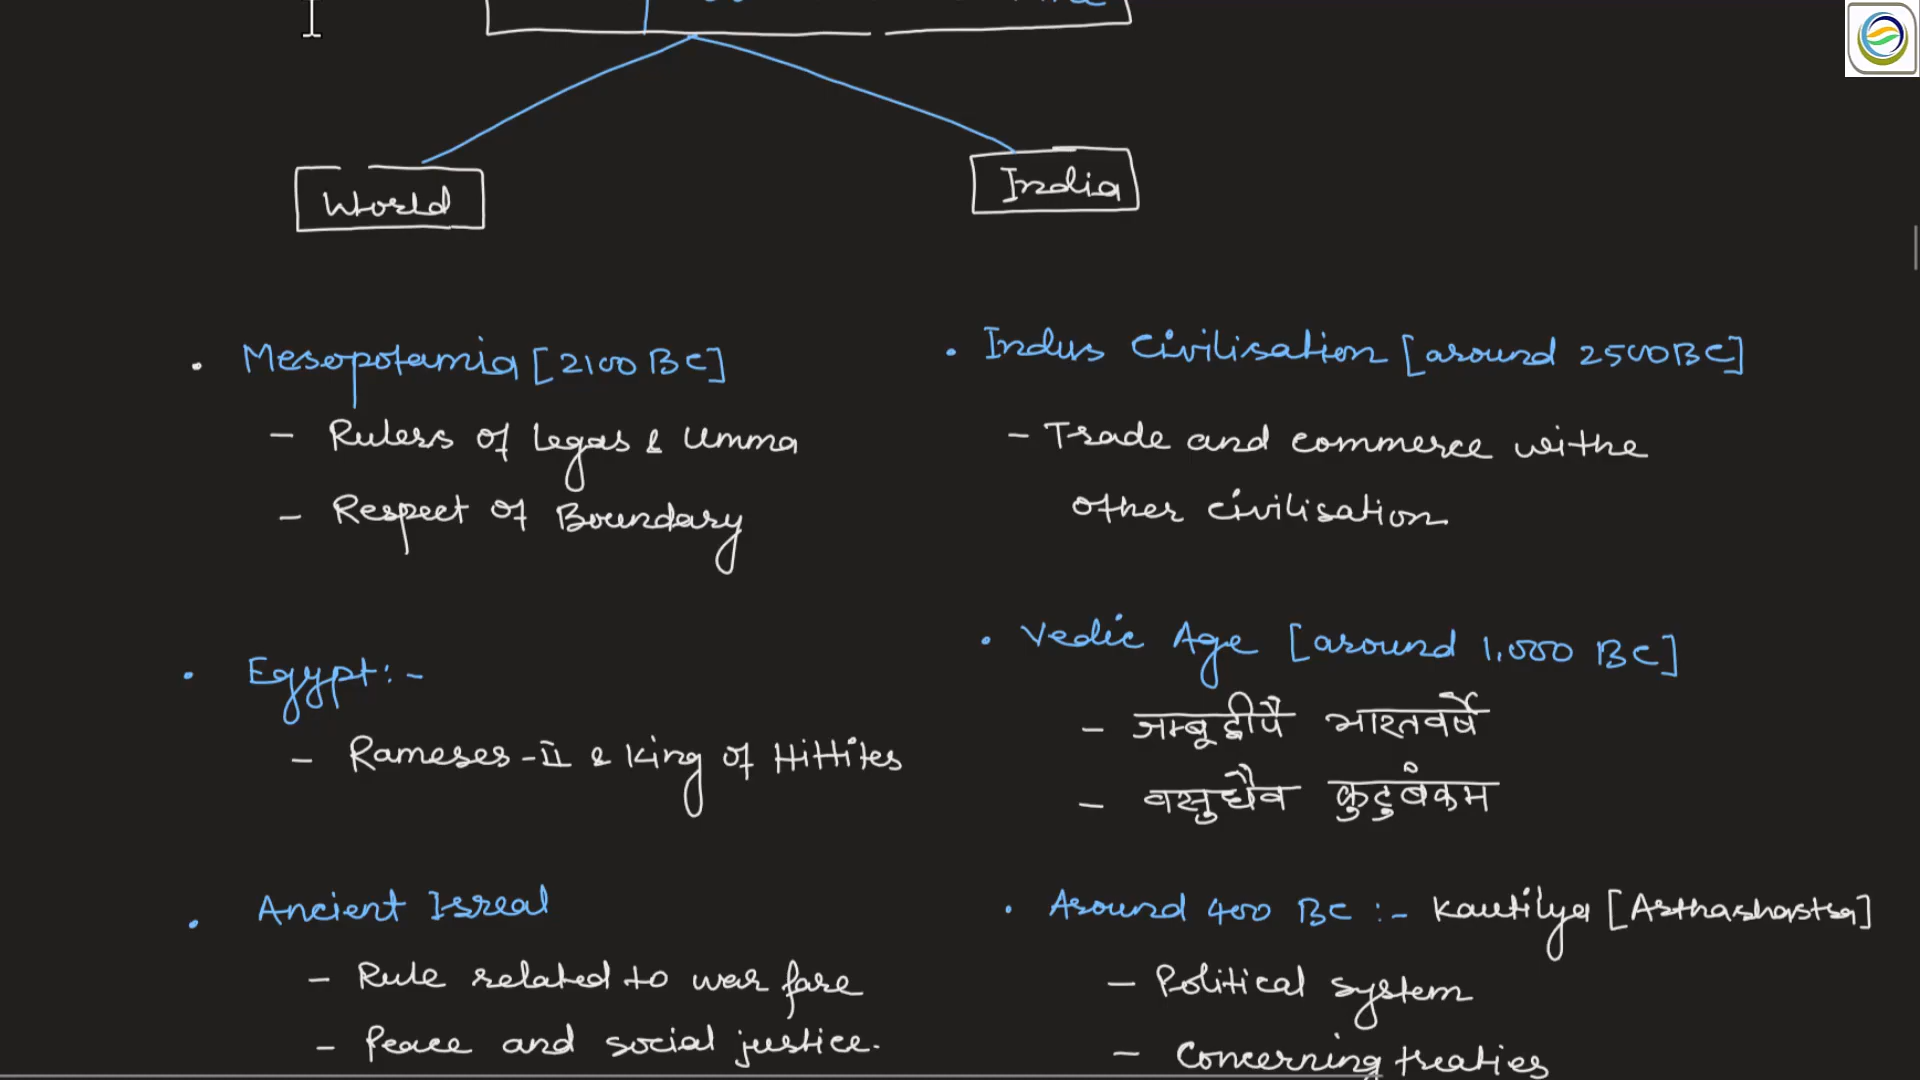 World
India
• Mesopotamia [2100 BC]
- Rulers of Legas & Umma
- Respect of Boundary
• Egypt:-
- Rameses-II & King of Hittites
• Ancient Isreal
- Rule related to war fare
- Peace and social justice.
• Indus Civilisation [around 2500BC]
- Trade and commerce withe
other civilisation
• Vedic Age [around 1,000 BC]
- जम्बूद्वीपे भारतवर्षे
- वसुधैव कुटुंबकम
• Around 400 BC :- Kautilya [Arthashastra]
- Political system
- Concerning treaties